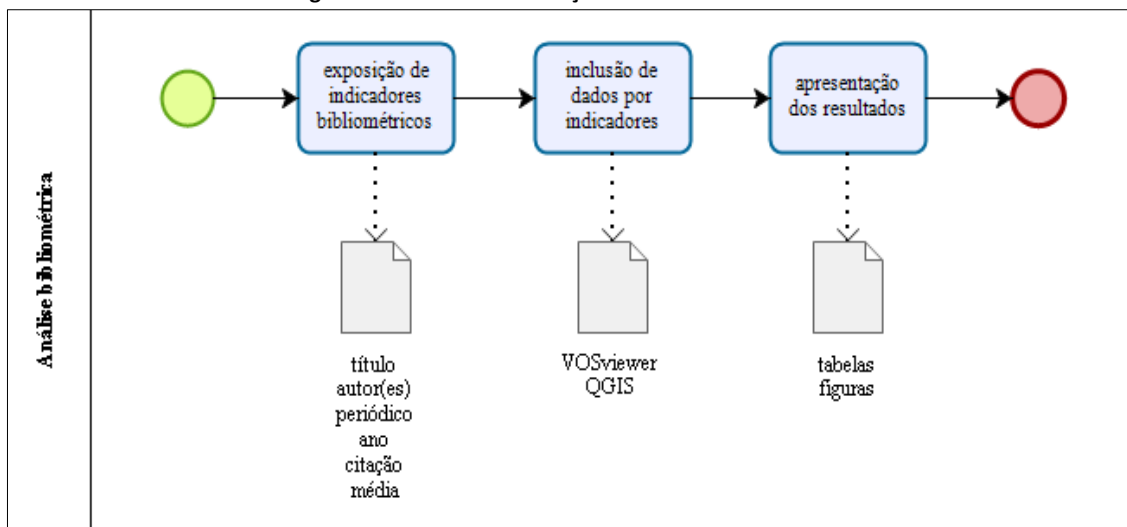 Análise bibliométrica
exposição de
indicadores
bibliométricos
inclusão de
dados por
indicadores
apresentação
dos resultados
título
autor(es)
periódico
ano
citação
média
VOSviewer
QGIS
tabelas
figuras